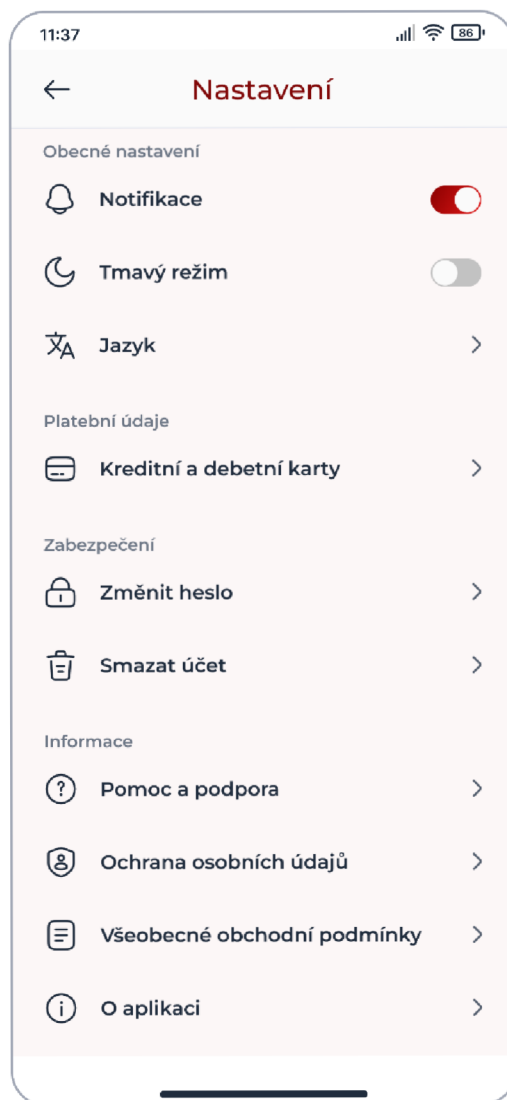 11:37
86
Nastavení
Obecné nastavení
Notifikace
Tmavý režim
Jazyk
Platební údaje
Kreditní a debetní karty
Zabezpečení
Změnit heslo
Smazat účet
Informace
Pomoc a podpora
Ochrana osobních údajů
Všeobecné obchodní podmínky
O aplikaci